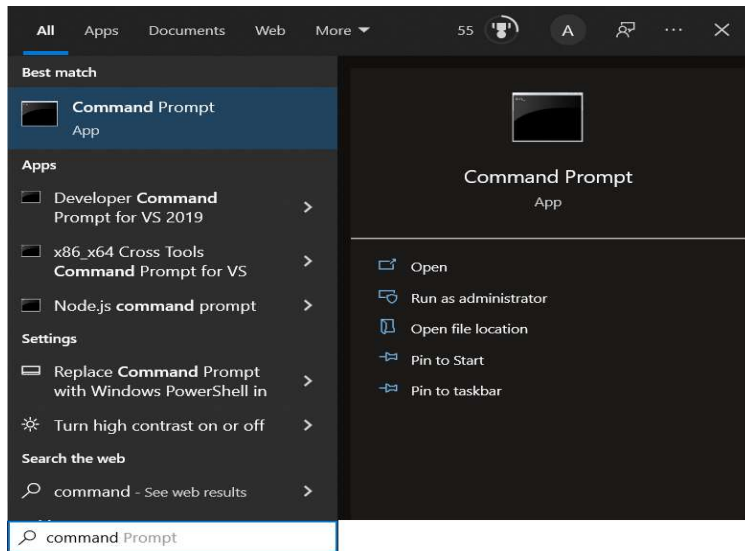 All Apps Documents Web More 55 A ...
Best match
Command Prompt
App
Apps
Developer Command
Prompt for VS 2019
x86_x64 Cross Tools
Command Prompt for VS
Node.js command prompt
Settings
Replace Command Prompt
with Windows PowerShell in
Turn high contrast on or off
Search the web
command - See web results
command Prompt
Command Prompt
App
Open
Run as administrator
Open file location
Pin to Start
Pin to taskbar